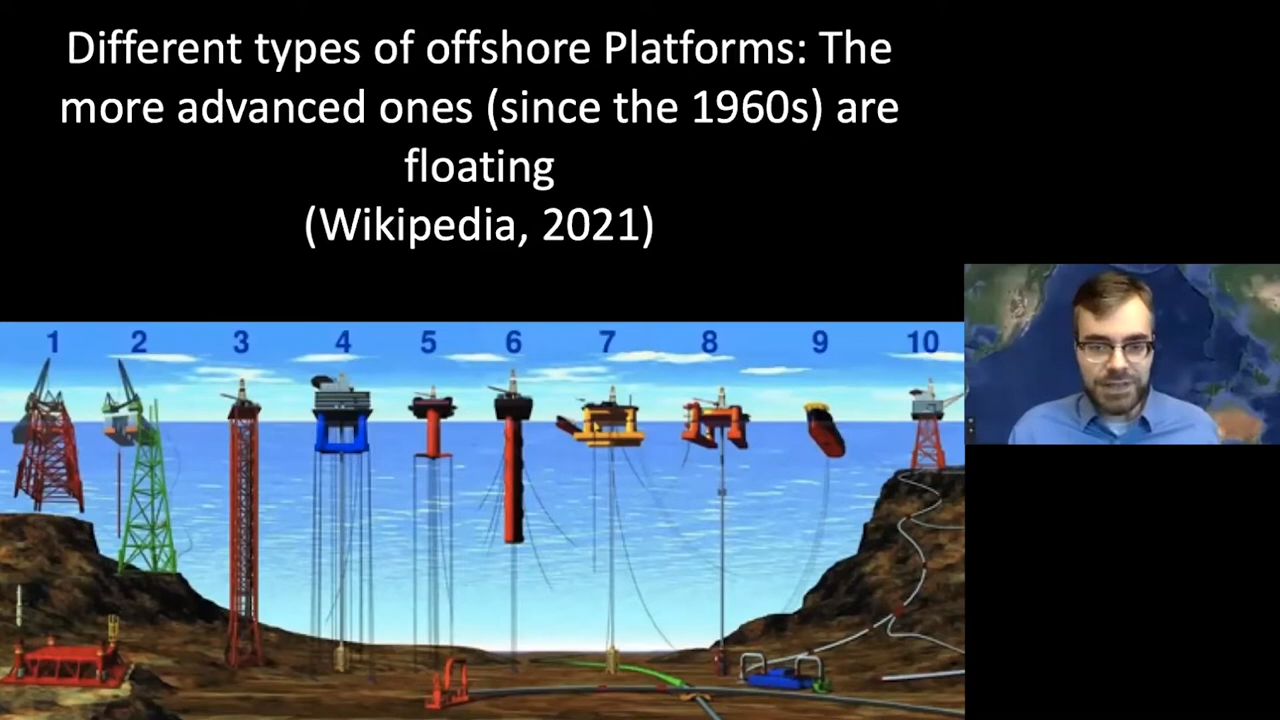 Different types of offshore Platforms: The
more advanced ones (since the 1960s) are
floating
(Wikipedia, 2021)
1 2 3 4 5 6 7 8 9 10